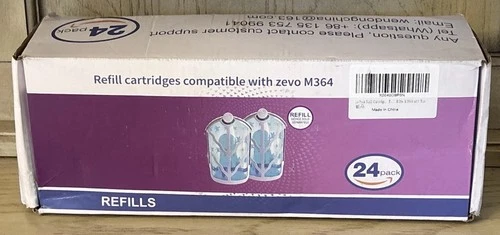 Any question, Please contact customer support
Tel (Whatsapp): +86 135 753 99041
Email: wendongchina@163.com
24 pack
Refill cartridges compatible with zevo M364
Made in China
REFILL
24 pack
REFILLS